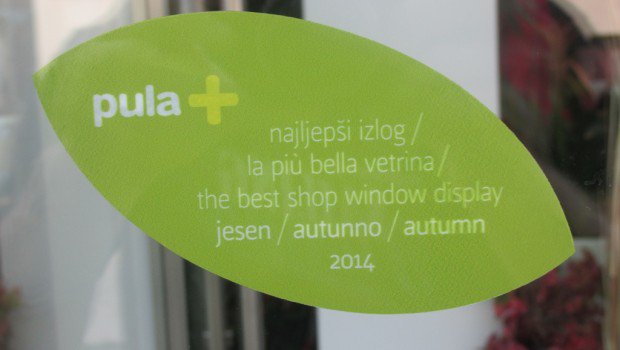 pula +
najljepši izlog /
la più bella vetrina /
the best shop window display
jesen / autunno / autumn
2014